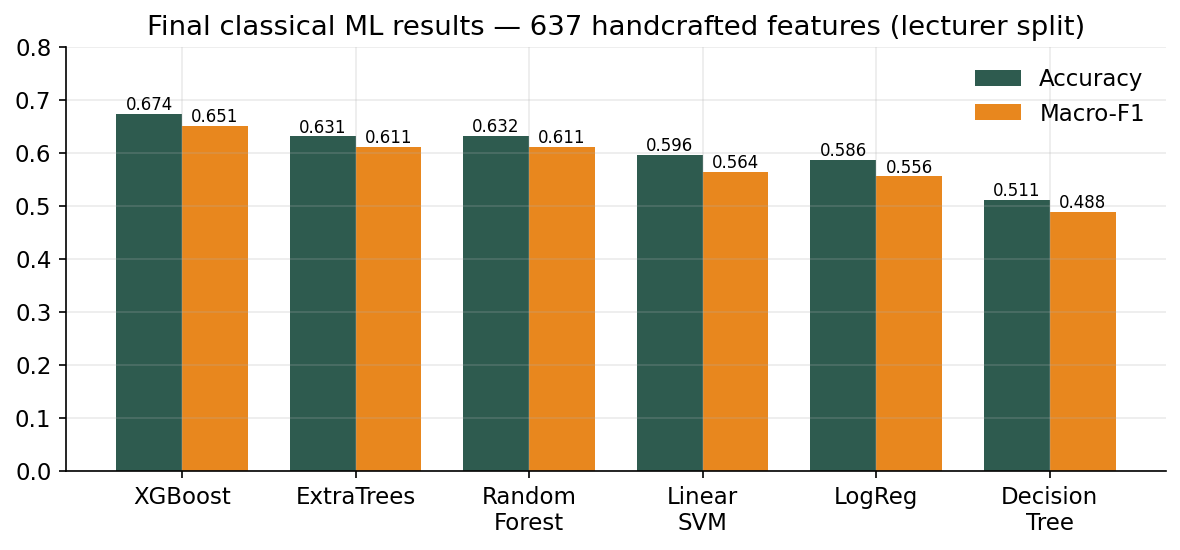 Final classical ML results — 637 handcrafted features (lecturer split)
0.8
0.7
0.6
0.5
0.4
0.3
0.2
0.1
0.0
Accuracy
Macro-F1
0.674
0.651
0.631
0.611
0.632
0.611
0.596
0.564
0.586
0.556
0.511
0.488
XGBoost
ExtraTrees
Random
Forest
Linear
SVM
LogReg
Decision
Tree